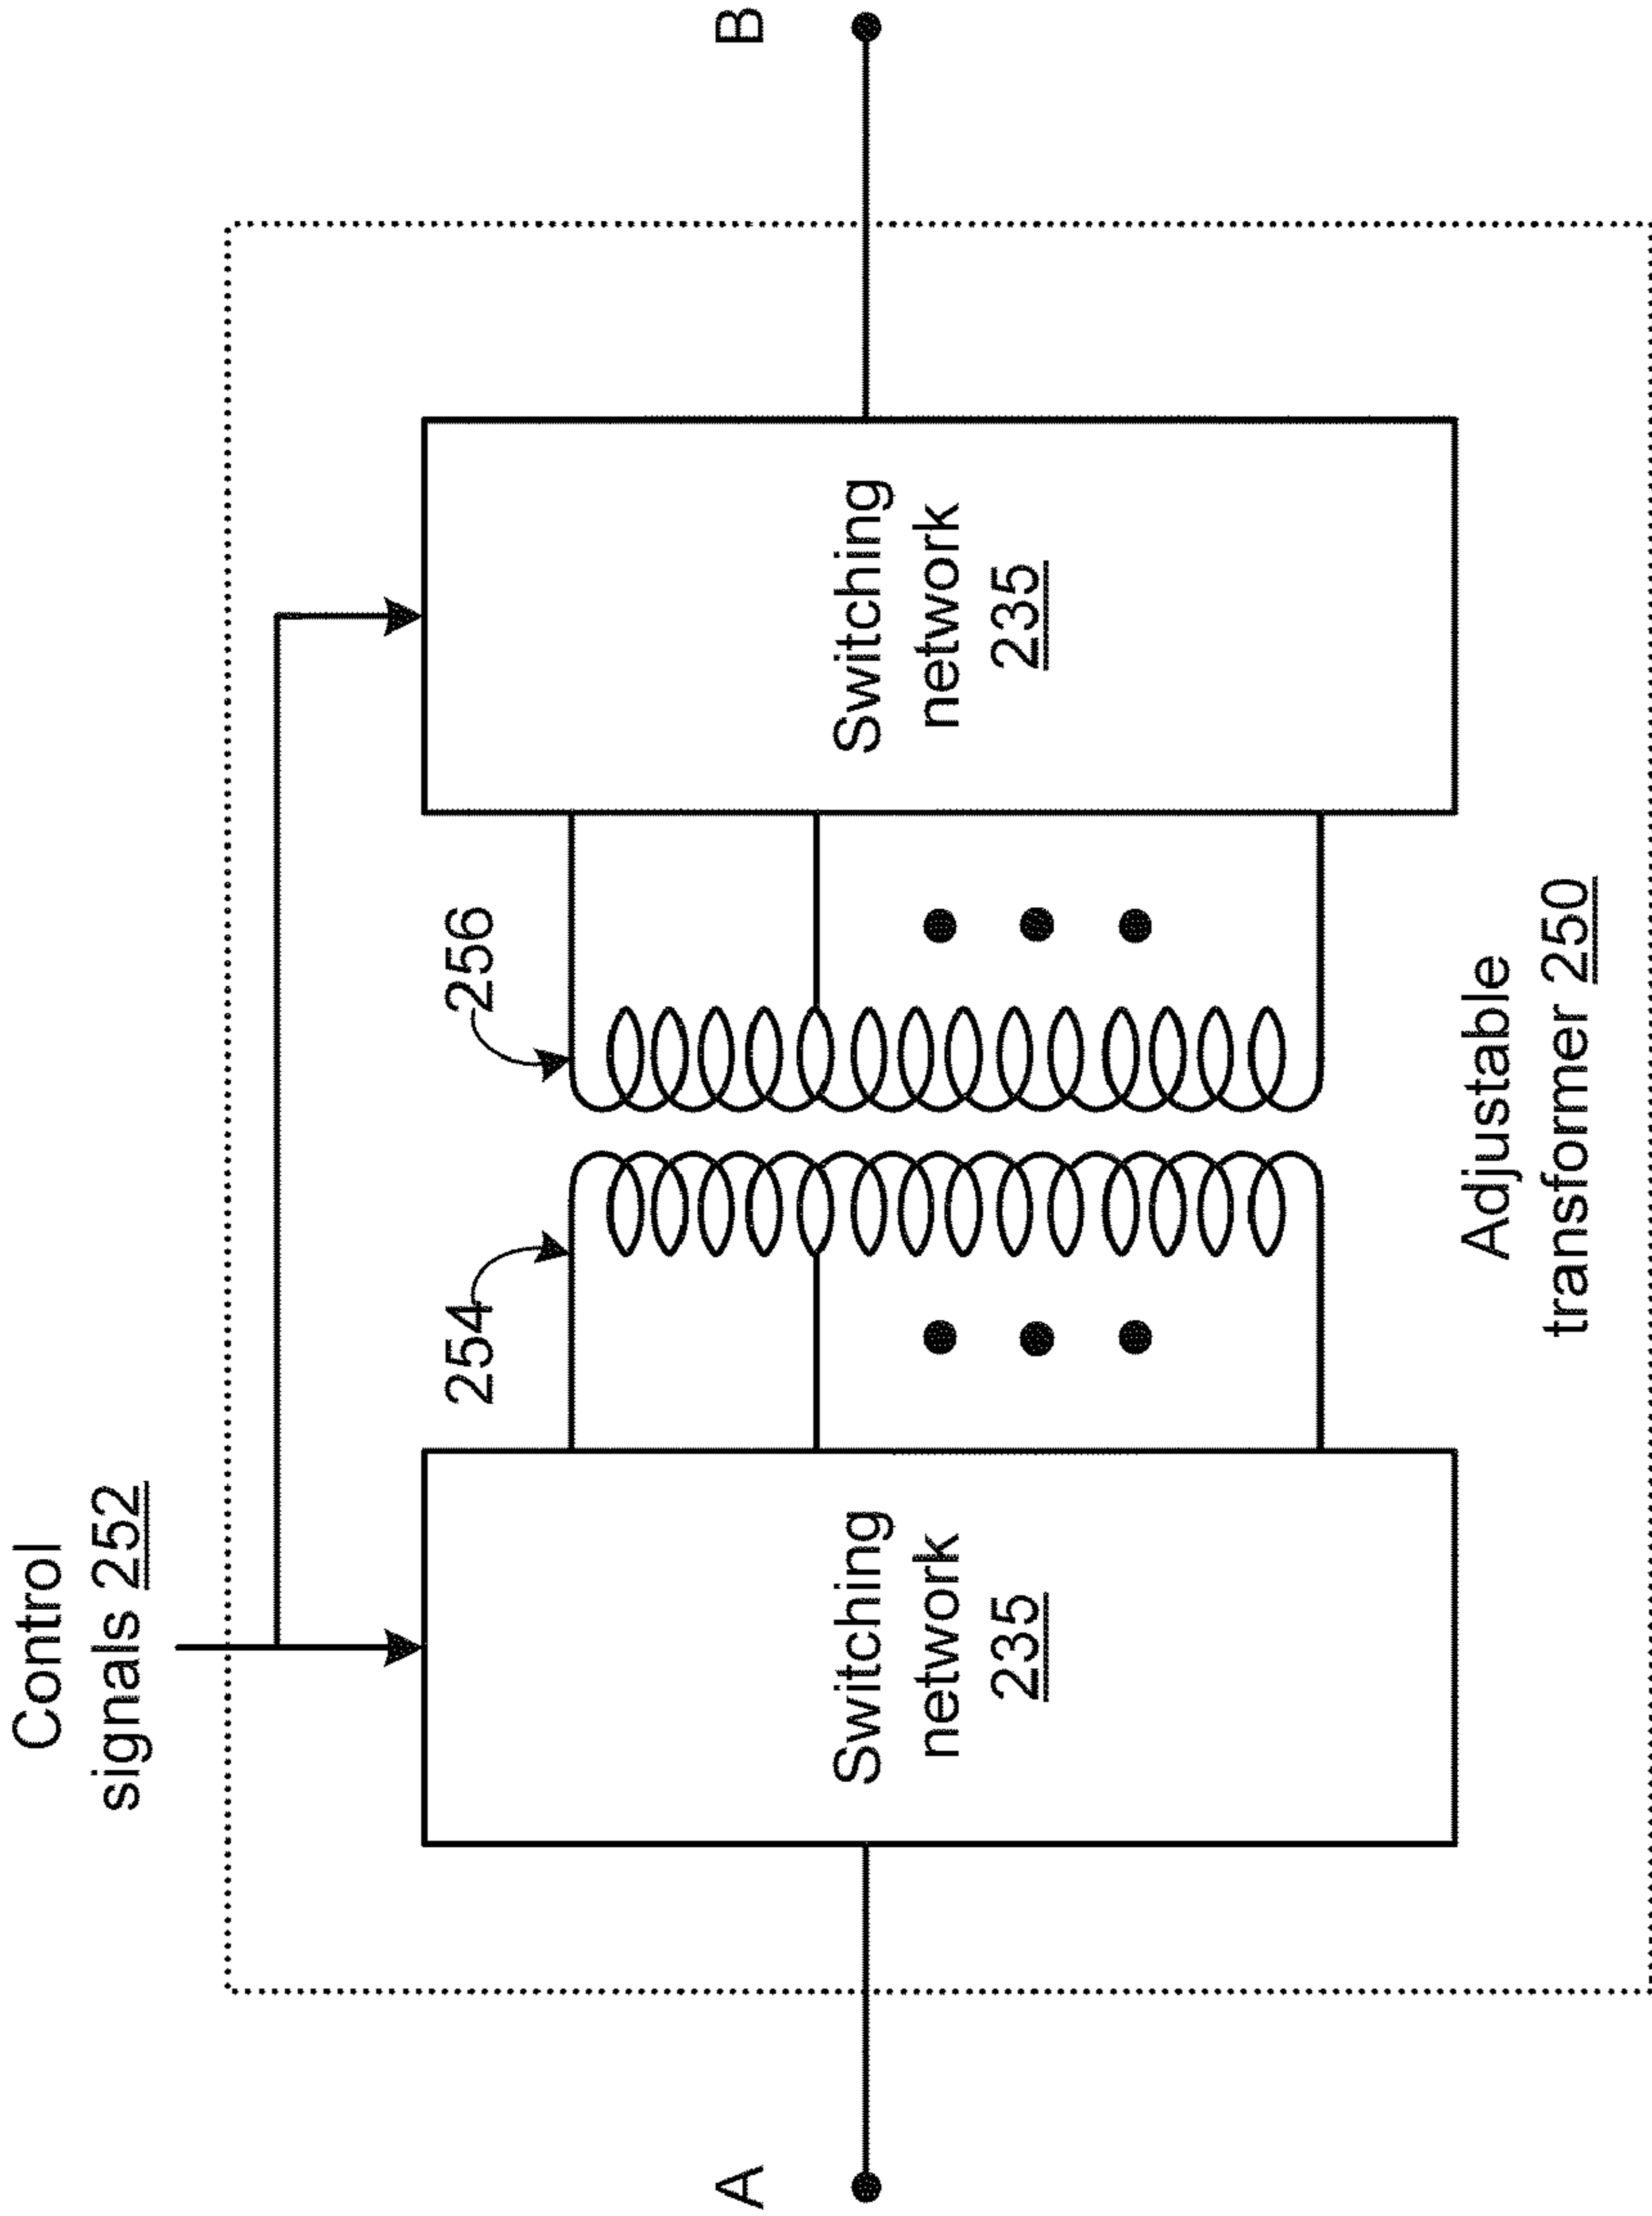 Control
signals 252
254
256
A
B
Switching
network
235
Switching
network
235
Adjustable
transformer 250